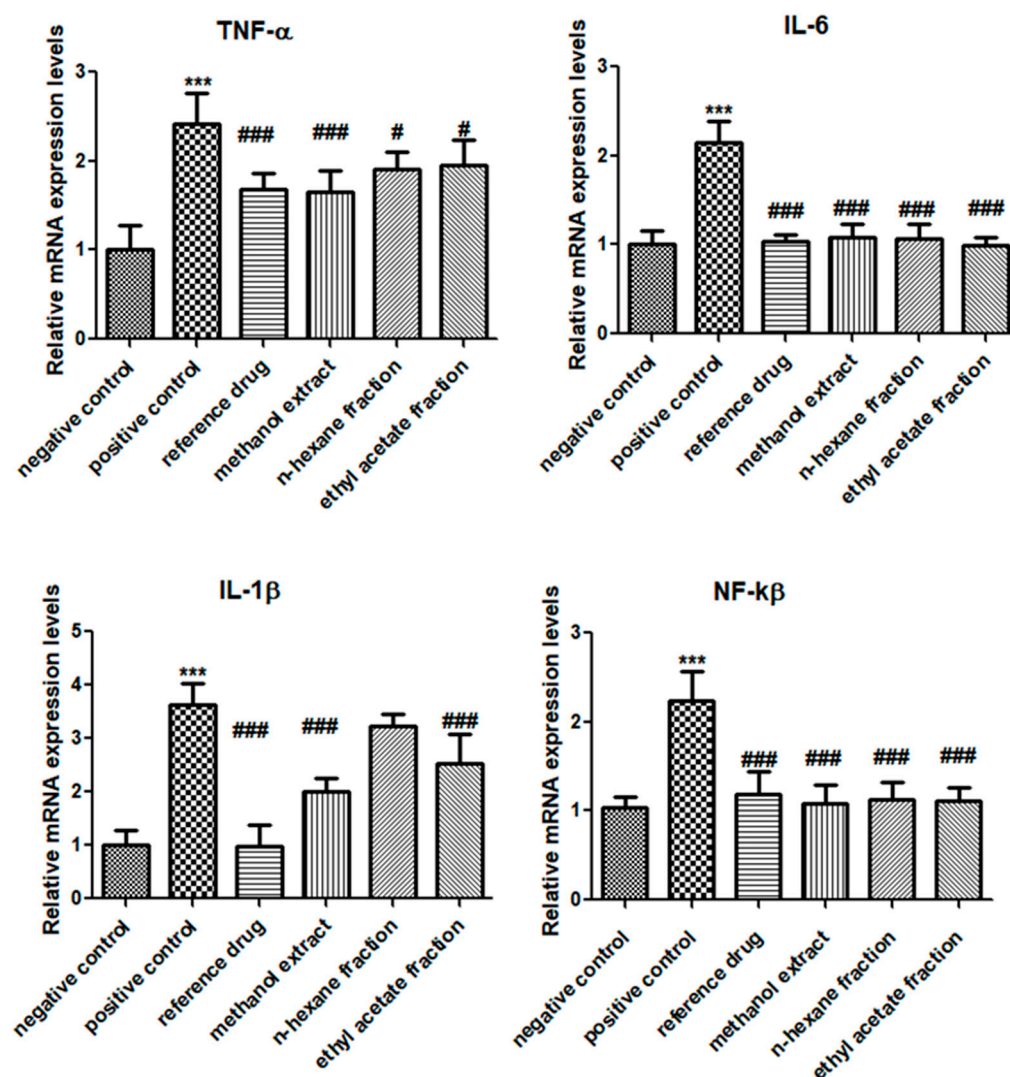 TNF-α
Relative mRNA expression levels
3
2
1
0
***
###
###
#
#
negative control
positive control
reference drug
methanol extract
n-hexane fraction
ethyl acetate fraction
IL-6
Relative mRNA expression levels
3
2
1
0
***
###
###
###
###
negative control
positive control
reference drug
methanol extract
n-hexane fraction
ethyl acetate fraction
IL-1β
Relative mRNA expression levels
5
4
3
2
1
0
***
###
###
###
negative control
positive control
reference drug
methanol extract
n-hexane fraction
ethyl acetate fraction
NF-kβ
Relative mRNA expression levels
3
2
1
0
***
###
###
###
###
negative control
positive control
reference drug
methanol extract
n-hexane fraction
ethyl acetate fraction